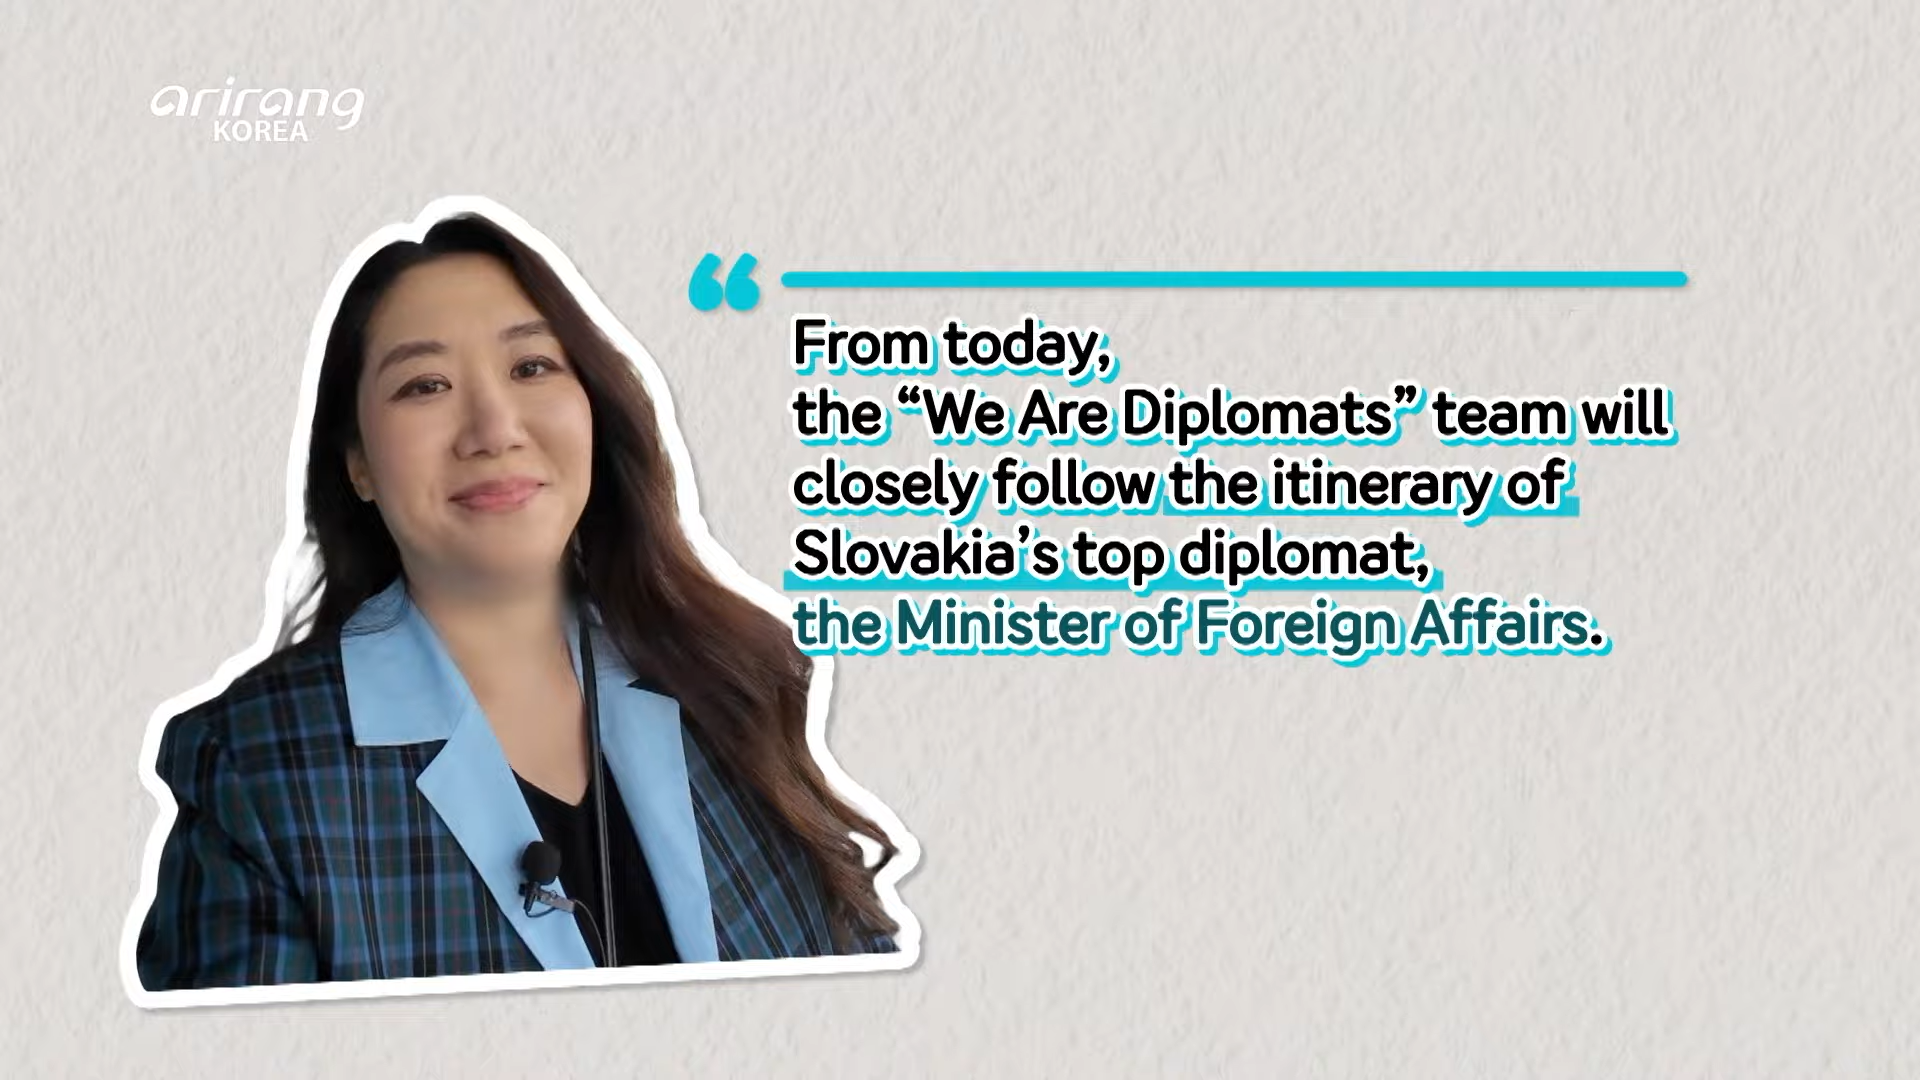 arirang
KOREA
“
From today,
the “We Are Diplomats” team will
closely follow the itinerary of
Slovakia’s top diplomat,
the Minister of Foreign Affairs.